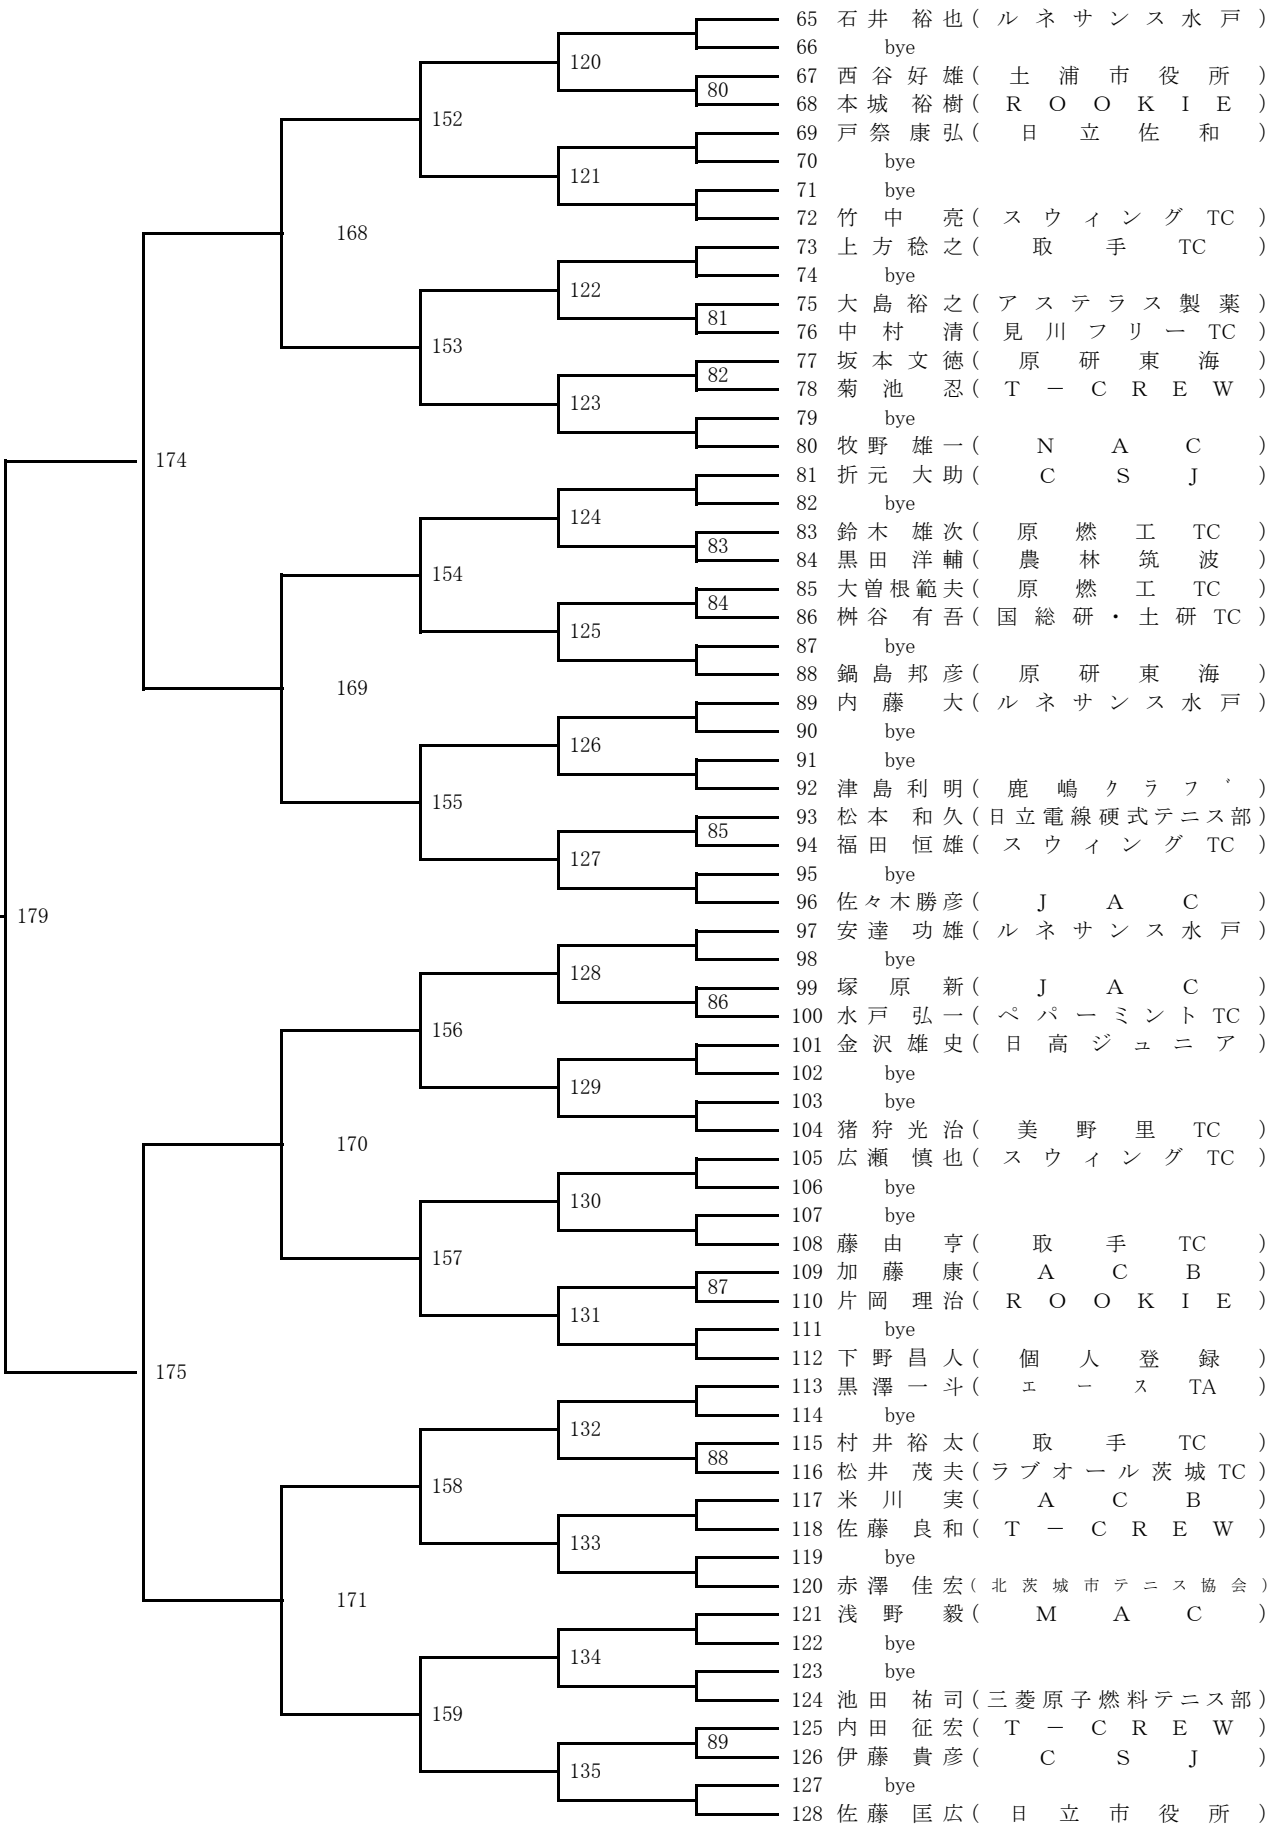 65 石井 裕也(ルネサンス水戸)
66 bye
120
67 西谷好雄(土浦市役所)
80
68 本城 裕樹(ROOKIE)
152
69 戸祭康弘(日立佐和)
70 bye
121
71 bye
72 竹中 亮(スウィングTC)
168
73 上方稔之(取手TC)
74 bye
122
75 大島裕之(アステラス製薬)
81
76 中村 清(見川フリーTC)
153
77 坂本文徳(原研東海)
82
78 菊池 忍(T-CREW)
123
79 bye
80 牧野 雄一(NAC)
174
81 折元 大助(CSJ)
82 bye
124
83 鈴木 雄次(原燃工TC)
83
84 黒田 洋輔(農林筑波)
154
85 大曽根範夫(原燃工TC)
84
86 桝谷 有吾(国総研・土研TC)
125
87 bye
88 鍋島邦彦(原研東海)
169
89 内藤 大(ルネサンス水戸)
90 bye
126
91 bye
92 津島利明(鹿嶋クラブ)
155
93 松本 和久(日立電線硬式テニス部)
85
94 福田 恒雄(スウィングTC)
127
95 bye
96 佐々木勝彦(JAC)
179
97 安達 功雄(ルネサンス水戸)
98 bye
128
99 塚原 新(JAC)
86
100 水戸 弘一(ペパーミントTC)
156
101 金沢雄史(日高ジュニア)
102 bye
129
103 bye
104 猪狩光治(美野里TC)
170
105 広瀬 慎也(スウィングTC)
106 bye
130
107 bye
108 藤由 亨(取手TC)
157
109 加藤 康(ACB)
87
110 片岡 理治(ROOKIE)
131
111 bye
112 下野昌人(個人登録)
175
113 黒澤一斗(エースTA)
114 bye
132
115 村井裕太(取手TC)
88
116 松井 茂夫(ラブオール茨城TC)
158
117 米川 実(ACB)
118 佐藤 良和(T-CREW)
133
119 bye
120 赤澤 佳宏(北茨城市テニス協会)
171
121 浅野 毅(MAC)
122 bye
134
123 bye
124 池田 祐司(三菱原子燃料テニス部)
159
125 内田 征宏(T-CREW)
89
126 伊藤 貴彦(CSJ)
135
127 bye
128 佐藤 匡広(日立市役所)